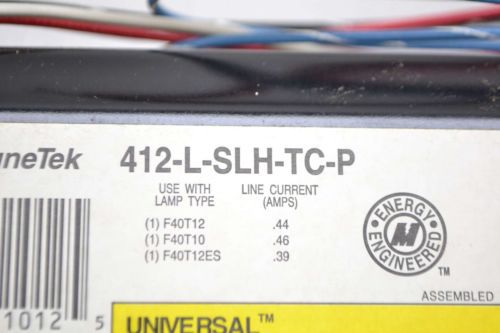 neTek 412-L-SLH-TC-P
USE WITH LAMP TYPE LINE CURRENT (AMPS)
(1) F40T12 .44
(1) F40T10 .46
(1) F40T12ES .39
ENERGY ENGINEERED
M
TM
ASSEMBLED
1012 5
UNIVERSAL™